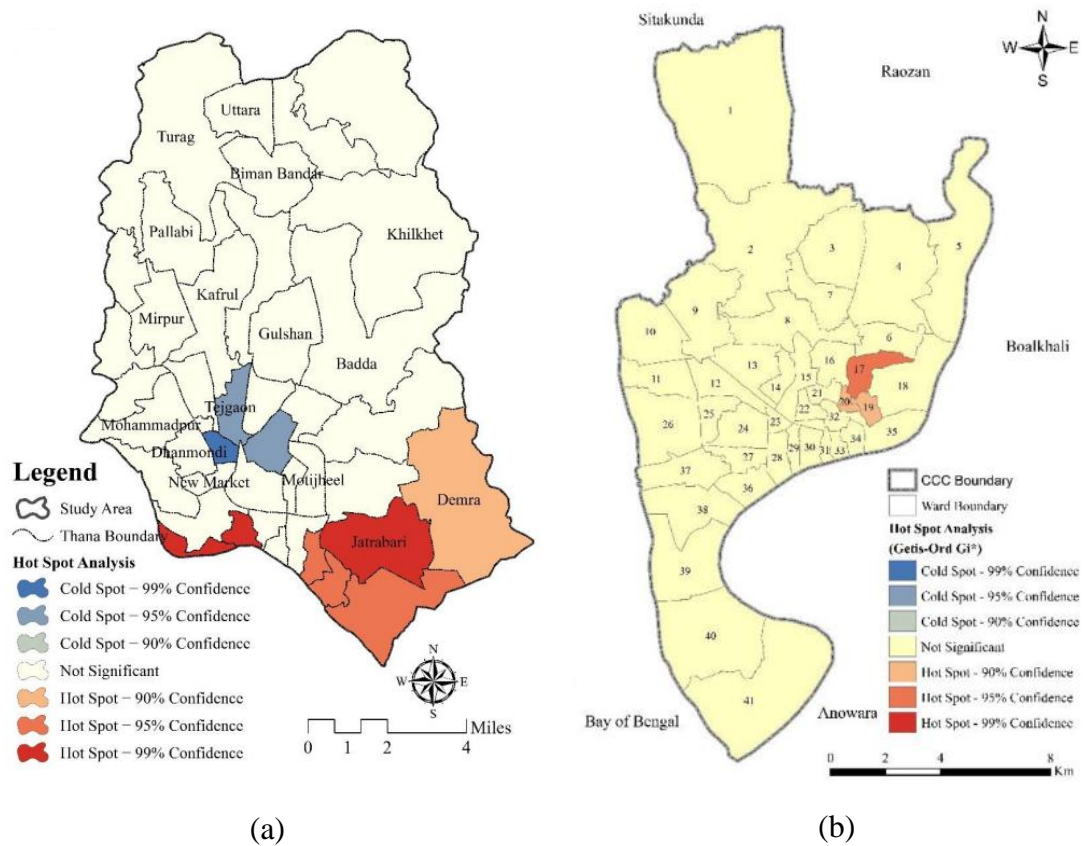 Uttara
Turag
Biman Bandar
Pallabi
Khilkhet
Kafrul
Mirpur
Gulshan
Badda
Tejgaon
Mohammadpur
Dhanmondi
New Market
Motijheel
Demra
Jatrabari
Legend
Study Area
Thana Boundary
Hot Spot Analysis
Cold Spot – 99% Confidence
Cold Spot – 95% Confidence
Cold Spot – 90% Confidence
Not Significant
Hot Spot – 90% Confidence
Hot Spot – 95% Confidence
Hot Spot – 99% Confidence
N
W E
S
Miles
0 1 2 4
(a)
Sitakunda
N
W E
S
Raozan
1
2
3
4
5
7
9
8
10
6
Boalkhali
13
16
17
11
12
15
18
14
21
20
19
22
32
25
26
24
23
34
35
29
30
31
33
27
28
37
36
38
39
40
41
CCC Boundary
Ward Boundary
Hot Spot Analysis
(Getis-Ord Gi*)
Cold Spot - 99% Confidence
Cold Spot - 95% Confidence
Cold Spot - 90% Confidence
Not Significant
Hot Spot - 90% Confidence
Hot Spot - 95% Confidence
Hot Spot - 99% Confidence
Bay of Bengal
Anowara
0 2 4 8
Km
(b)